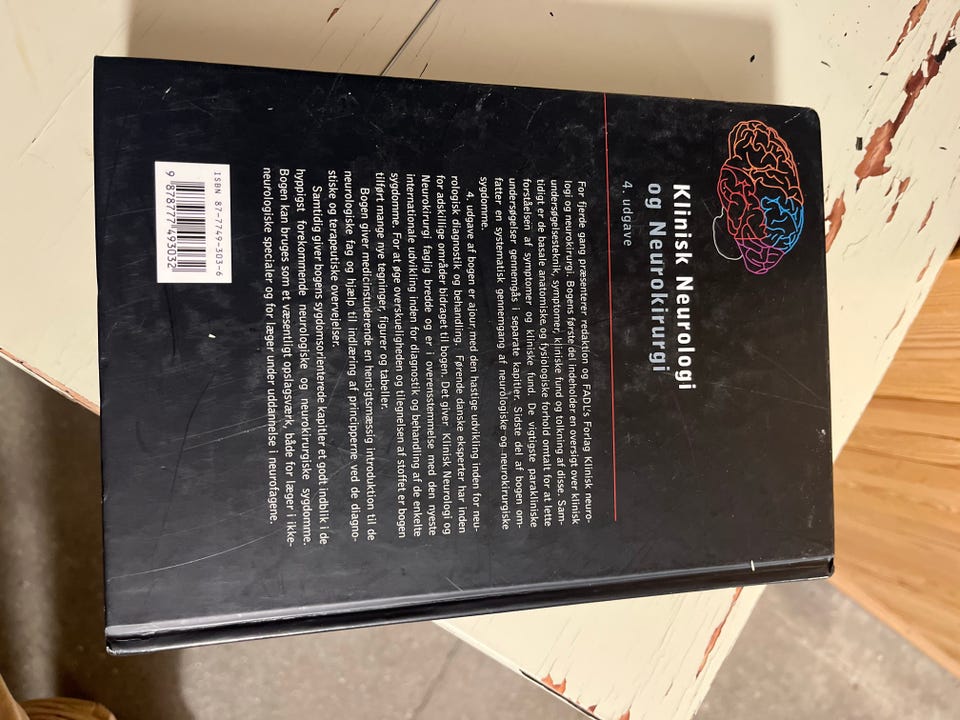 Klinisk Neurologi
og Neurokirurgi
4. udgave
For fjerde gang præsenterer redaktion og FADL's Forlag Klinisk neuro-
logi og neurokirurgi. Bogens første del indeholder en oversigt over klinisk
undersøgelsesteknik, symptomer, kliniske fund og tolkning af disse. Sam-
tidigt er de basale anatomiske og fysiologiske forhold omtalt for at lette
forståelsen af symptomer og kliniske fund. De vigtigste parakliniske
undersøgelser gennemgås i separate kapitler. Sidste del af bogen om-
fatter en systematisk gennemgang af neurologiske og neurokirurgiske
sygdomme.
4. udgave af bogen er ajour med den hastige udvikling inden for neu-
rologisk diagnostik og behandling. Førende danske eksperter har inden
for adskillige områder bidraget til bogen. Det giver Klinisk Neurologi og
Neurokirurgi faglig bredde og er i overensstemmelse med den nyeste
internationale udvikling inden for diagnostik og behandling af de enkelte
sygdomme. For at øge overskueligheden og tilegnelsen af stoffet er bogen
tilført mange nye tegninger, figurer og tabeller.
Bogen giver medicinstuderende en hensigtsmæssig introduktion til de
neurologiske fag og hjælp til indlæring af principperne ved de diagno-
stiske og terapeutiske overvejelser.
Samtidig giver bogens sygdomsorienterede kapitler et godt indblik i de
hyppigst forekommende neurologiske og neurokirurgiske sygdomme.
Bogen kan bruges som et væsentligt opslagsværk, både for læger i ikke-
neurologiske specialer og for læger under uddannelse i neurofagene.
ISBN 87-7749-303-6
9 788777 493032